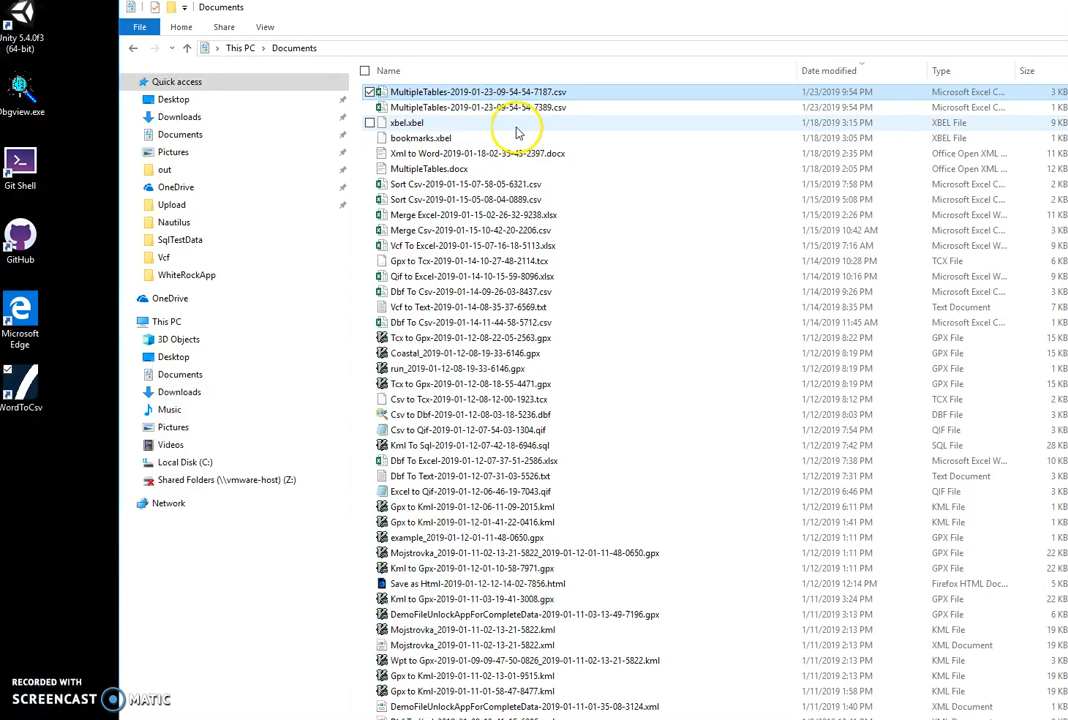 Documents
File Home Share View
This PC > Documents
Name Date modified Type Size
Unity 5.4.0f3
(64-bit)
Dbgview.exe
Git Shell
GitHub
Microsoft
Edge
WordToCsv
Quick access
Desktop
Downloads
Documents
Pictures
out
OneDrive
Upload
Nautilus
SqlTestData
Vcf
WhiteRockApp
OneDrive
This PC
3D Objects
Desktop
Documents
Downloads
Music
Pictures
Videos
Local Disk (C:)
Shared Folders (\\vmware-host) (Z:)
Network
MultipleTables-2019-01-23-09-54-54-7187.csv 1/23/2019 9:54 PM Microsoft Excel C... 3 KB
MultipleTables-2019-01-23-09-54-54-7389.csv 1/23/2019 9:54 PM Microsoft Excel C... 1 KB
xbel.xbel 1/18/2019 3:15 PM XBEL File 9 KB
bookmarks.xbel 1/18/2019 3:05 PM XBEL File 1 KB
Xml to Word-2019-01-18-02-35-45-2397.docx 1/18/2019 2:35 PM Office Open XML ... 11 KB
MultipleTables.docx 1/18/2019 2:35 PM Office Open XML ... 12 KB
Sort Csv-2019-01-15-07-58-05-6321.csv 1/15/2019 7:58 PM Microsoft Excel C... 2 KB
Sort Csv-2019-01-15-05-08-04-0889.csv 1/15/2019 5:08 PM Microsoft Excel C... 2 KB
Merge Excel-2019-01-15-02-26-32-9238.xlsx 1/15/2019 2:26 PM Microsoft Excel W... 11 KB
Merge Csv-2019-01-15-10-42-20-2206.csv 1/15/2019 10:42 AM Microsoft Excel C... 1 KB
Vcf To Excel-2019-01-15-07-16-18-5113.xlsx 1/15/2019 7:16 AM Microsoft Excel W... 9 KB
Gpx to Tcx-2019-01-14-10-27-48-2114.tcx 1/14/2019 10:28 PM TCX File 6 KB
Qif to Excel-2019-01-14-10-15-59-8096.xlsx 1/14/2019 10:16 PM Microsoft Excel W... 9 KB
Dbf To Csv-2019-01-14-09-26-03-8437.csv 1/14/2019 9:26 PM Microsoft Excel C... 3 KB
Vcf to Text-2019-01-14-08-35-37-6569.txt 1/14/2019 8:35 PM Text Document 1 KB
Dbf To Csv-2019-01-14-11-44-58-5712.csv 1/14/2019 11:45 AM Microsoft Excel C... 3 KB
Tcx to Gpx-2019-01-12-08-22-05-2563.gpx 1/12/2019 8:22 PM GPX File 15 KB
Coastal_2019-01-12-08-19-33-6146.gpx 1/12/2019 8:19 PM GPX File 15 KB
run_2019-01-12-08-19-33-6146.gpx 1/12/2019 8:19 PM GPX File 1 KB
Tcx to Gpx-2019-01-12-08-18-55-4471.gpx 1/12/2019 8:19 PM GPX File 15 KB
Csv to Tcx-2019-01-12-08-12-00-1923.tcx 1/12/2019 8:12 PM TCX File 2 KB
Csv to Dbf-2019-01-12-08-03-18-5236.dbf 1/12/2019 8:03 PM DBF File 2 KB
Csv to Qif-2019-01-12-07-54-03-1304.qif 1/12/2019 7:54 PM QIF File 1 KB
Kml To Sql-2019-01-12-07-42-18-6946.sql 1/12/2019 7:42 PM SQL File 28 KB
Dbf To Excel-2019-01-12-07-37-51-2586.xlsx 1/12/2019 7:38 PM Microsoft Excel W... 10 KB
Dbf To Text-2019-01-12-07-31-03-5526.txt 1/12/2019 7:31 PM Text Document 3 KB
Excel to Qif-2019-01-12-06-46-19-7043.qif 1/12/2019 6:46 PM QIF File 1 KB
Gpx to Kml-2019-01-12-06-11-09-2015.kml 1/12/2019 6:11 PM KML File 1 KB
Gpx to Kml-2019-01-12-01-41-22-0416.kml 1/12/2019 1:41 PM KML File 1 KB
example_2019-01-12-01-11-48-0650.gpx 1/12/2019 1:11 PM GPX File 1 KB
Mojstrovka_2019-01-11-02-13-21-5822_2019-01-12-01-11-48-0650.gpx 1/12/2019 1:11 PM GPX File 22 KB
Kml to Gpx-2019-01-12-01-10-58-7971.gpx 1/12/2019 1:11 PM GPX File 1 KB
Save as Html-2019-01-12-12-14-02-7856.html 1/12/2019 12:14 PM Firefox HTML Doc... 5 KB
Kml to Gpx-2019-01-11-03-19-41-3008.gpx 1/11/2019 3:19 PM GPX File 22 KB
DemoFileUnlockAppForCompleteData-2019-01-11-03-13-49-7196.gpx 1/11/2019 3:13 PM GPX File 22 KB
Mojstrovka_2019-01-11-02-13-21-5822.kml 1/11/2019 2:13 PM KML File 19 KB
Mojstrovka_2019-01-11-02-13-21-5822.xml 1/11/2019 2:13 PM XML Document 19 KB
Wpt to Gpx-2019-01-09-09-47-50-0826_2019-01-11-02-13-21-5822.kml 1/11/2019 2:13 PM KML File 1 KB
Gpx to Kml-2019-01-11-02-01-01-9515.kml 1/11/2019 2:01 PM KML File 19 KB
Gpx to Kml-2019-01-11-01-58-47-8477.kml 1/11/2019 1:58 PM KML File 1 KB
DemoFileUnlockAppForCompleteData-2019-01-11-01-35-08-3124.xml 1/11/2019 1:40 PM XML Document 19 KB
RECORDED WITH
SCREENCAST MATIC